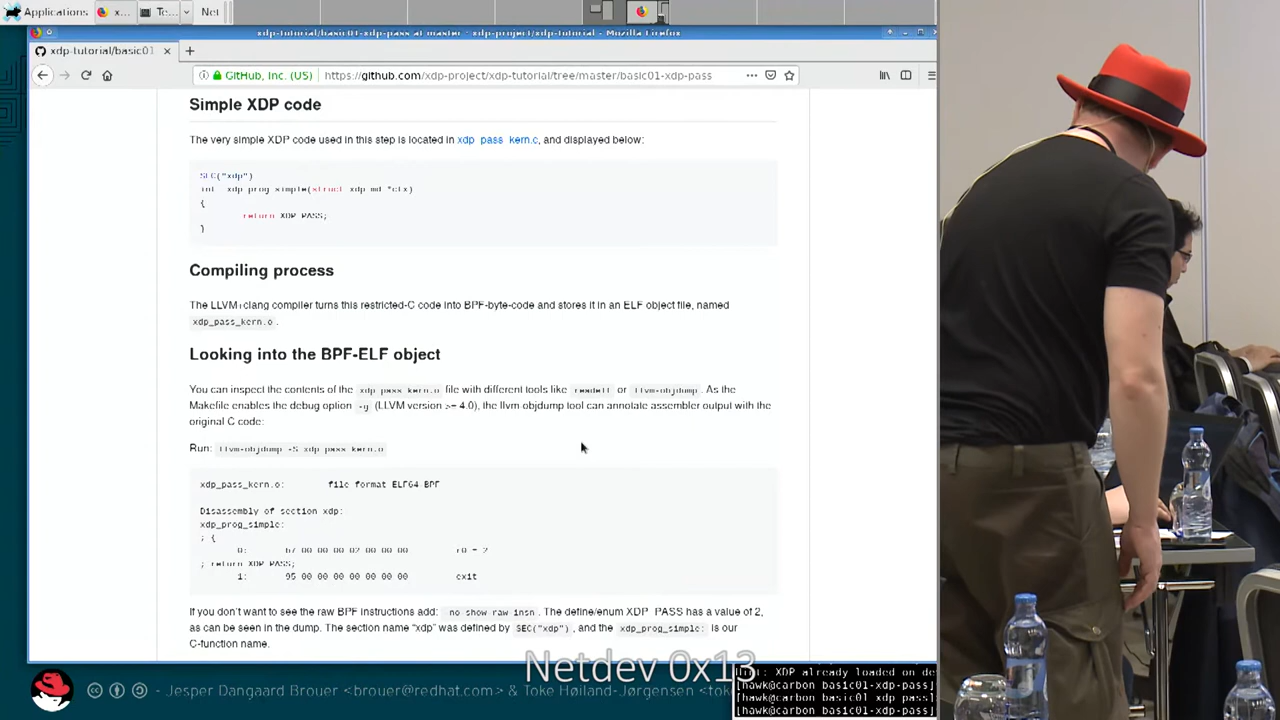 Applications
x...
Te...
Net
xdp-tutorial/basic01-xdp-pass at master · xdp-project/xdp-tutorial - Mozilla Firefox
xdp-tutorial/basic01
GitHub, Inc. (US)
https://github.com/xdp-project/xdp-tutorial/tree/master/basic01-xdp-pass
Simple XDP code
The very simple XDP code used in this step is located in xdp_pass_kern.c, and displayed below:
SEC("xdp")
int xdp_prog_simple(struct xdp_md *ctx)
{
return XDP_PASS;
}
Compiling process
The LLVM+clang compiler turns this restricted-C code into BPF-byte-code and stores it in an ELF object file, named
xdp_pass_kern.o .
Looking into the BPF-ELF object
You can inspect the contents of the xdp_pass_kern.o file with different tools like readelf or llvm-objdump . As the
Makefile enables the debug option -g (LLVM version >= 4.0), the llvm-objdump tool can annotate assembler output with the
original C code:
Run: llvm-objdump -S xdp_pass_kern.o
xdp_pass_kern.o: file format ELF64-BPF
Disassembly of section xdp:
xdp_prog_simple:
; {
0: b7 00 00 00 02 00 00 00 r0 = 2
; return XDP_PASS;
1: 95 00 00 00 00 00 00 00 exit
If you don't want to see the raw BPF instructions add: -no-show-raw-insn . The define/enum XDP_PASS has a value of 2,
as can be seen in the dump. The section name "xdp" was defined by SEC("xdp") , and the xdp_prog_simple: is our
C-function name.
Netdev 0x13
- Jesper Dangaard Brouer <brouer@redhat.com> & Toke Høiland-Jørgensen <tok
Hint: XDP already loaded on de
[hawk@carbon basic01-xdp-pass]
[hawk@carbon basic01-xdp-pass]
[hawk@carbon basic01-xdp-pass]